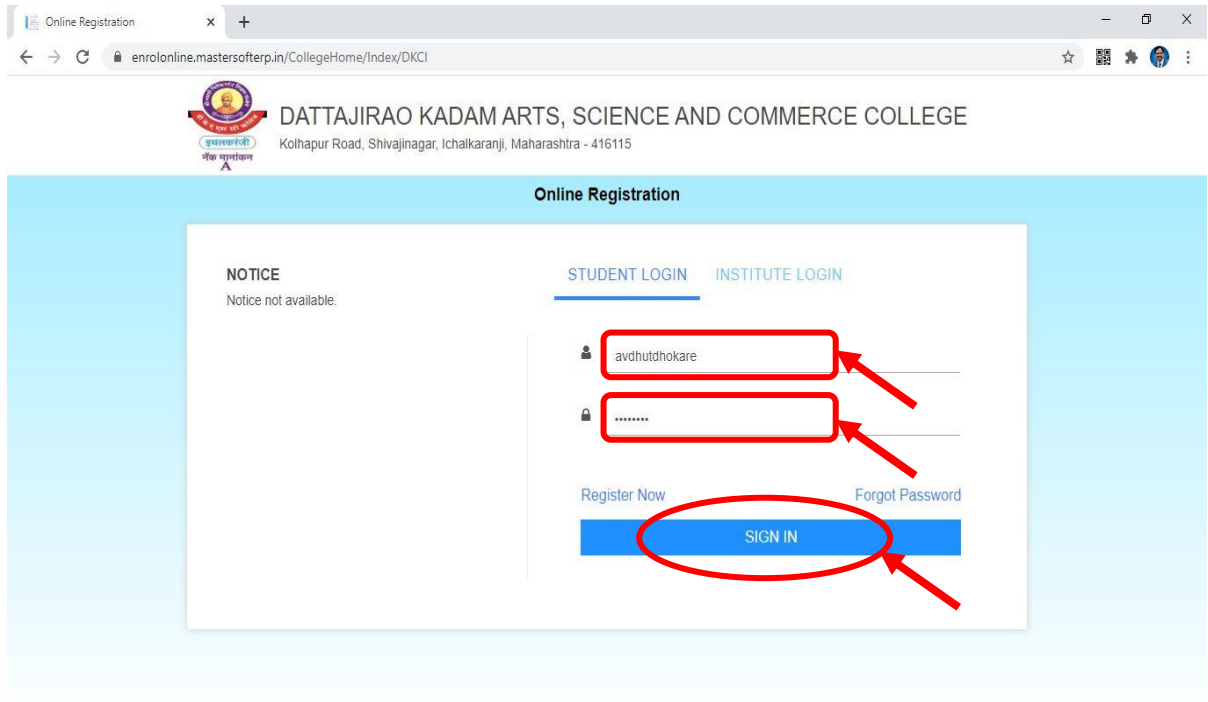 Online Registration
enrolonline.mastersofterp.in/CollegeHome/Index/DKCI
DATTAJIRAO KADAM ARTS, SCIENCE AND COMMERCE COLLEGE
Kolhapur Road, Shivajinagar, Ichalkaranji, Maharashtra - 416115
इचलकरंजी
नॅक मानांकन
A
Online Registration
NOTICE
Notice not available.
STUDENT LOGIN INSTITUTE LOGIN
avdhutdhokare
........
Register Now Forgot Password
SIGN IN